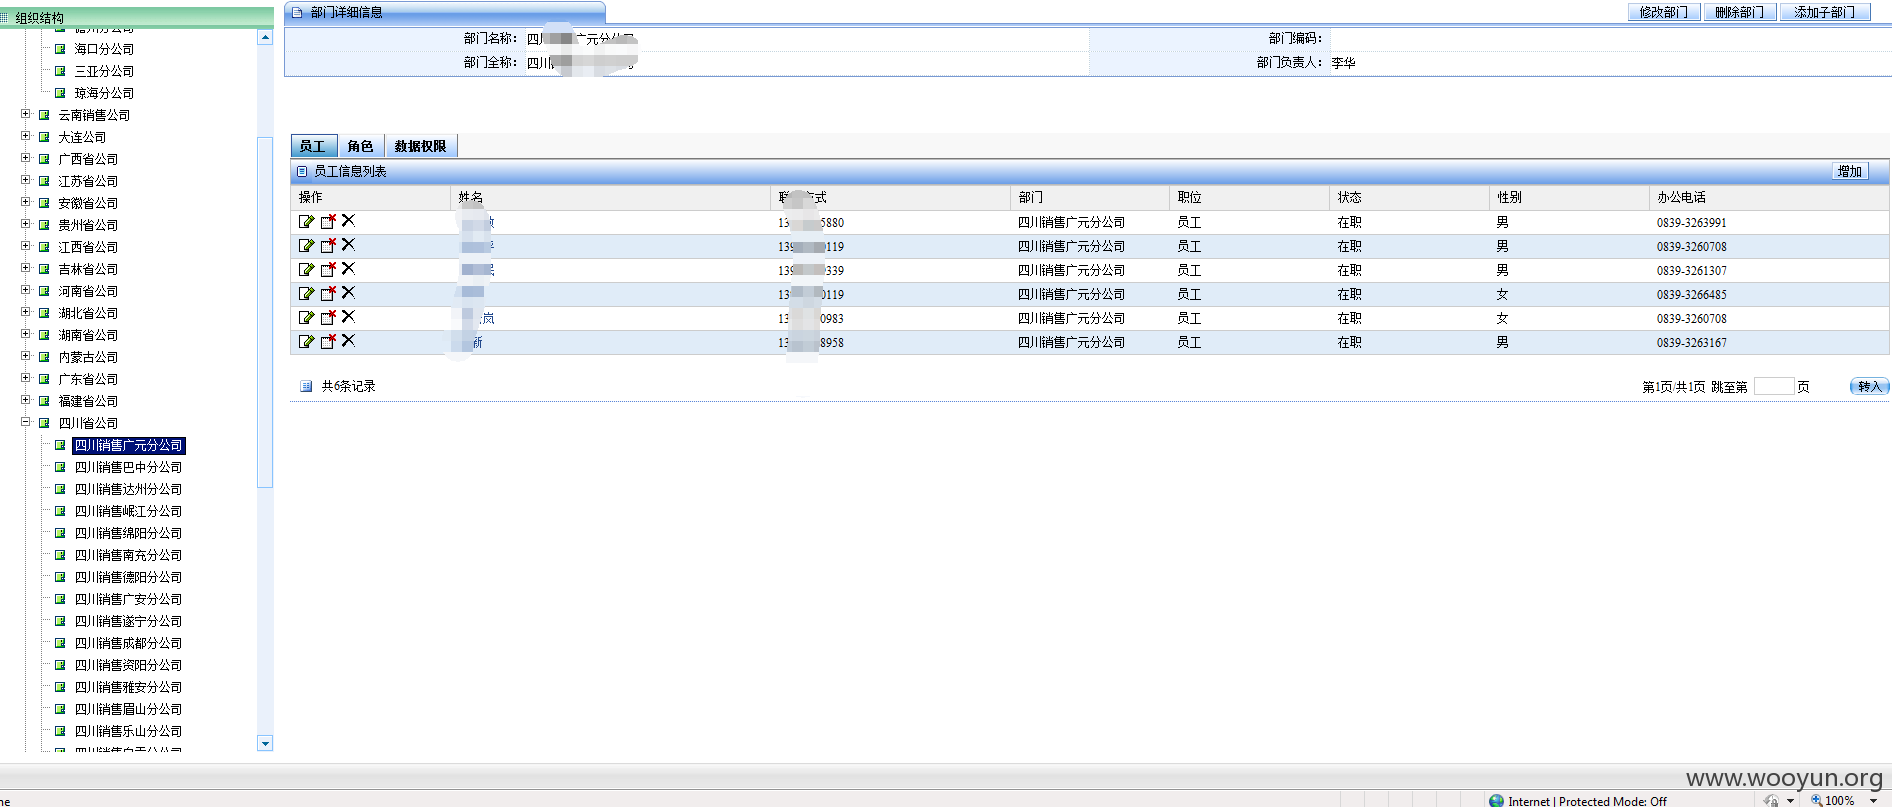 组织结构
海口分公司
三亚分公司
琼海分公司
云南销售公司
大连公司
广西省公司
江苏省公司
安徽省公司
贵州省公司
江西省公司
吉林省公司
河南省公司
湖北省公司
湖南省公司
内蒙古公司
广东省公司
福建省公司
四川省公司
四川销售广元分公司
四川销售巴中分公司
四川销售达州分公司
四川销售岷江分公司
四川销售绵阳分公司
四川销售南充分公司
四川销售德阳分公司
四川销售广安分公司
四川销售遂宁分公司
四川销售成都分公司
四川销售资阳分公司
四川销售雅安分公司
四川销售眉山分公司
四川销售乐山分公司
部门详细信息 修改部门 删除部门 添加子部门
部门名称： 四川 广元分公司 部门编码：
部门全称： 四川 部门负责人： 李华
员工 角色 数据权限
员工信息列表 增加
操作 姓名 联 方式 部门 职位 状态 性别 办公电话
13 5880 四川销售广元分公司 员工 在职 男 0839-3263991
139 0119 四川销售广元分公司 员工 在职 男 0839-3260708
民 139 339 四川销售广元分公司 员工 在职 男 0839-3261307
13 0119 四川销售广元分公司 员工 在职 女 0839-3266485
岚 13 0983 四川销售广元分公司 员工 在职 女 0839-3260708
新 13 8958 四川销售广元分公司 员工 在职 男 0839-3263167
共6条记录 第1页/共1页 跳至第 页 转入
www.wooyun.org
ne Internet | Protected Mode: Off 100%